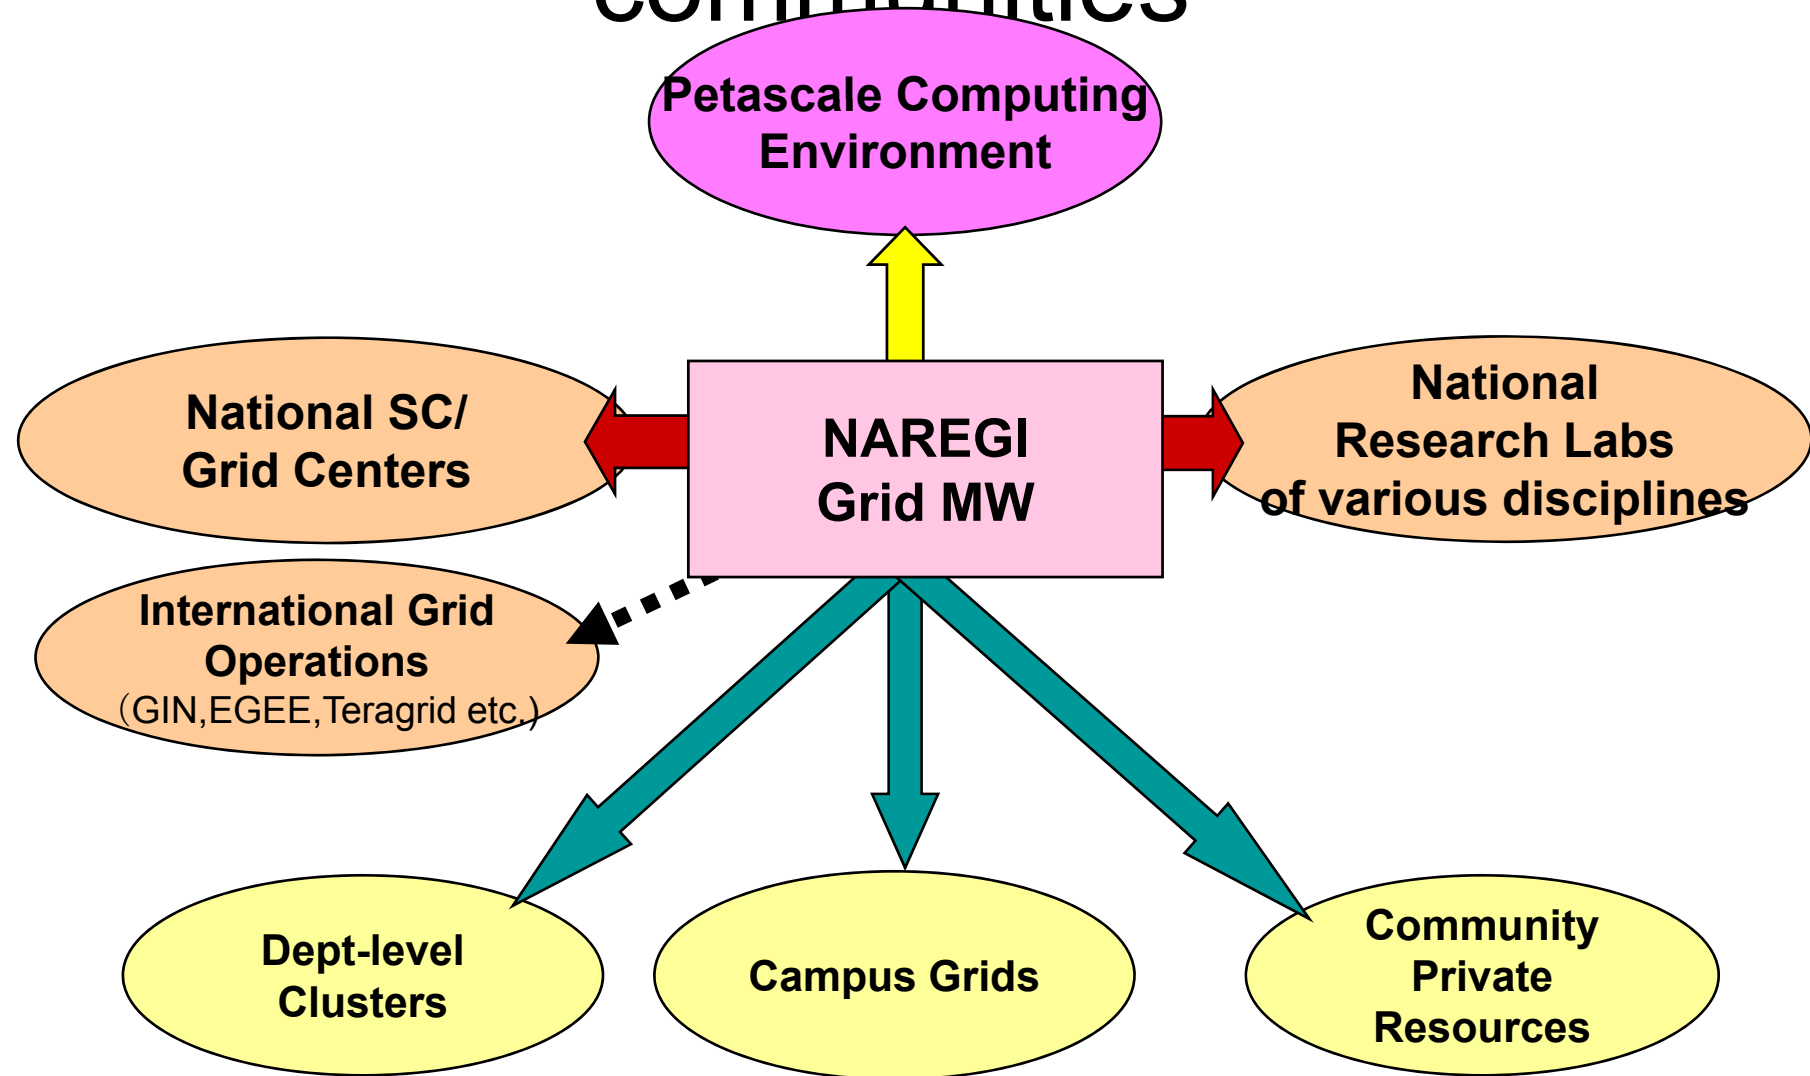 communities
Petascale Computing
Environment
National SC/
Grid Centers
NAREGI
Grid MW
National
Research Labs
of various disciplines
International Grid
Operations
（GIN,EGEE,Teragrid etc.)
Dept-level
Clusters
Campus Grids
Community
Private
Resources